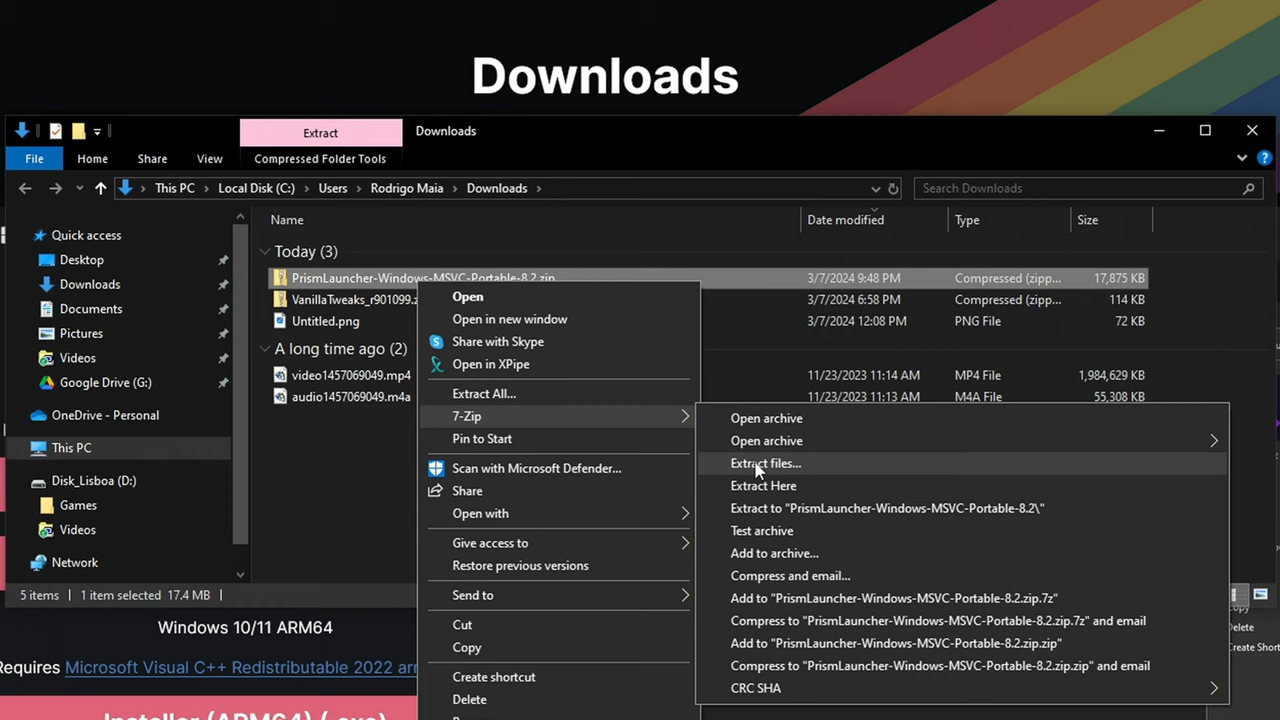 Downloads
Extract
Downloads
File
Home
Share
View
Compressed Folder Tools
This PC
Local Disk (C:)
Users
Rodrigo Maia
Downloads
Search Downloads
Name
Date modified
Type
Size
Quick access
Desktop
Downloads
Documents
Pictures
Videos
Google Drive (G:)
OneDrive - Personal
This PC
Disk_Lisboa (D:)
Games
Videos
Network
Today (3)
PrismLauncher-Windows-MSVC-Portable-8.2.zip
3/7/2024 9:48 PM
Compressed (zipp...
17,875 KB
VanillaTweaks_r901099.z
3/7/2024 6:58 PM
Compressed (zipp...
114 KB
Untitled.png
3/7/2024 12:08 PM
PNG File
72 KB
A long time ago (2)
video1457069049.mp4
11/23/2023 11:14 AM
MP4 File
1,984,629 KB
audio1457069049.m4a
11/23/2023 11:13 AM
M4A File
55,308 KB
Open
Open in new window
Share with Skype
Open in XPipe
Extract All...
7-Zip
Pin to Start
Scan with Microsoft Defender...
Share
Open with
Give access to
Restore previous versions
Send to
Cut
Copy
Create shortcut
Delete
Open archive
Open archive
Extract files...
Extract Here
Extract to "PrismLauncher-Windows-MSVC-Portable-8.2\"
Test archive
Add to archive...
Compress and email...
Add to "PrismLauncher-Windows-MSVC-Portable-8.2.zip.7z"
Compress to "PrismLauncher-Windows-MSVC-Portable-8.2.zip.7z" and email
Add to "PrismLauncher-Windows-MSVC-Portable-8.2.zip.zip"
Compress to "PrismLauncher-Windows-MSVC-Portable-8.2.zip.zip" and email
CRC SHA
5 items
1 item selected 17.4 MB
Delete
Create Short
Windows 10/11 ARM64
Requires Microsoft Visual C++ Redistributable 2022 arr
Installer (ARM64) (.exe)